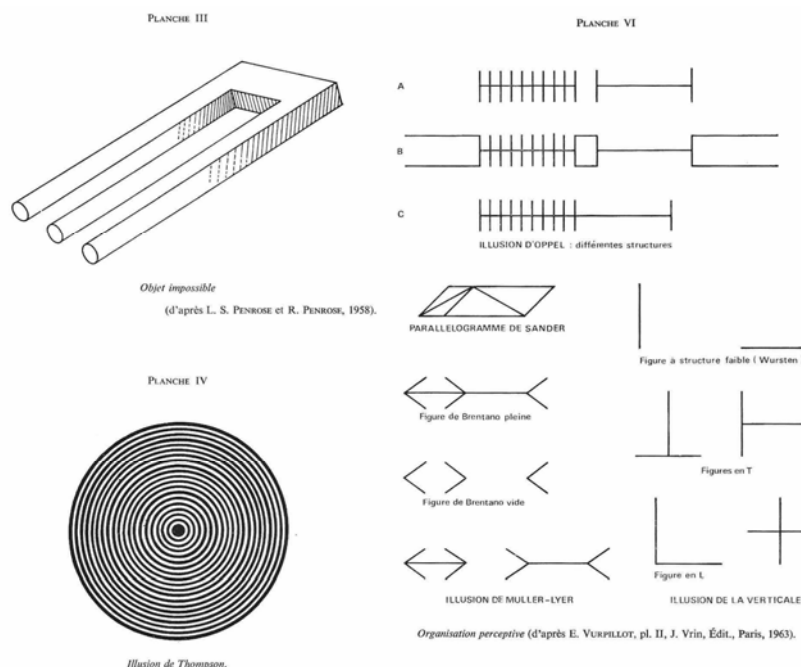 PLANCHE III
Objet impossible
(d'après L. S. PENROSE et R. PENROSE, 1958).
PLANCHE IV
Illusion de Thompson.
PLANCHE VI
A
B
C
ILLUSION D'OPPEL : différentes structures
PARALLELOGRAMME DE SANDER
Figure à structure faible ( Wursten
Figure de Brentano pleine
Figures en T
Figure de Brentano vide
Figure en L
ILLUSION DE MULLER-LYER
ILLUSION DE LA VERTICALE
Organisation perceptive (d'après E. VURPILLOT, pl. II, J. Vrin, Édit., Paris, 1963).